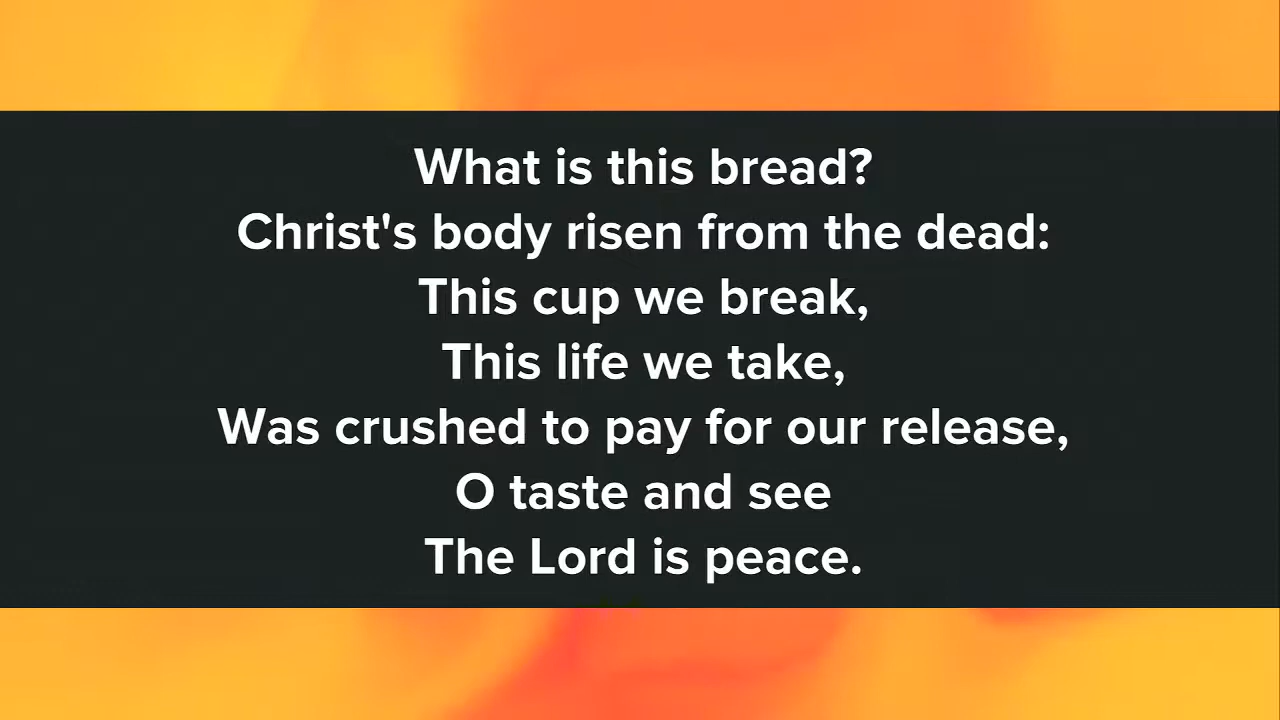 What is this bread?
Christ's body risen from the dead:
This cup we break,
This life we take,
Was crushed to pay for our release,
O taste and see
The Lord is peace.